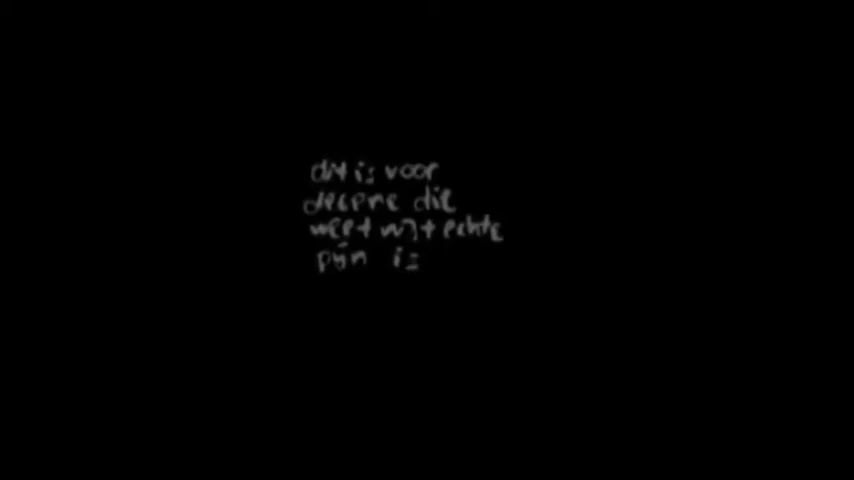 dit is voor
degene die
weet wat echte
pijn is